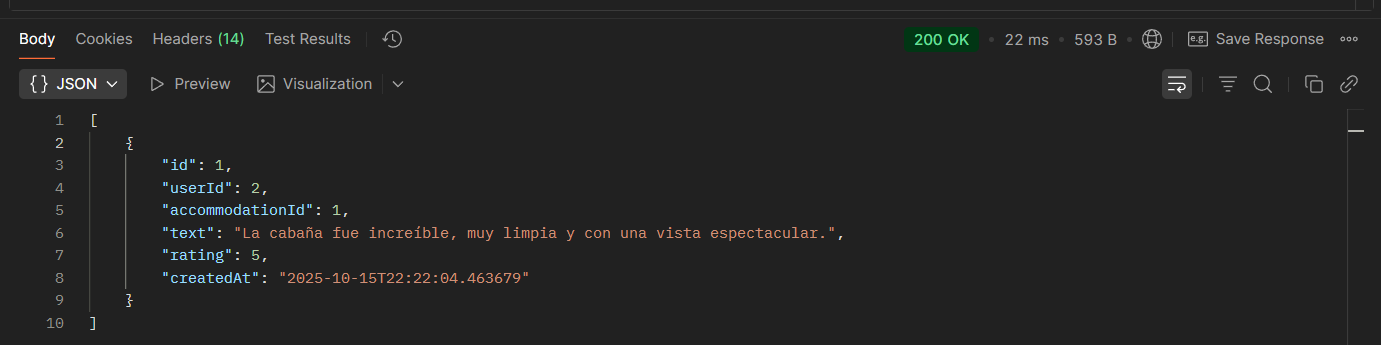 Body Cookies Headers (14) Test Results 200 OK • 22 ms • 593 B • e.g. Save Response
{} JSON Preview Visualization
1 [
2 {
3 "id": 1,
4 "userId": 2,
5 "accommodationId": 1,
6 "text": "La cabaña fue increíble, muy limpia y con una vista espectacular.",
7 "rating": 5,
8 "createdAt": "2025-10-15T22:22:04.463679"
9 }
10 ]